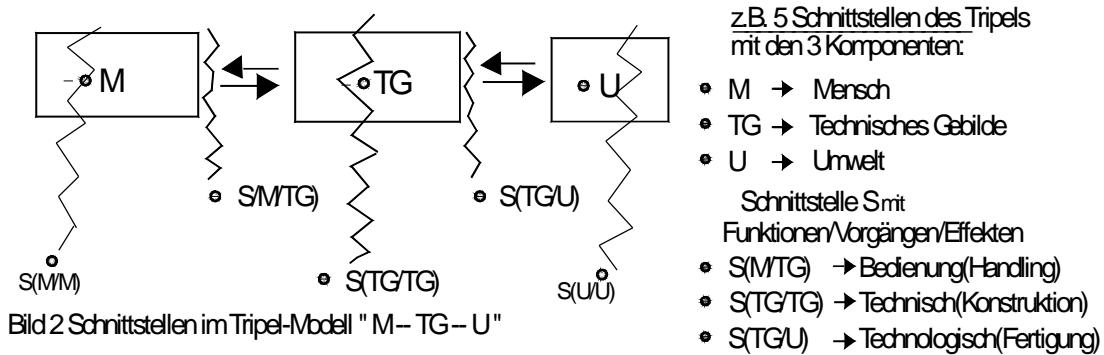 M
TG
U
S/M/TG)
S(TG/U)
S(M/M)
S(TG/TG)
S(U/U)
Bild 2 Schnittstellen im Tripel-Modell " M -- TG -- U "
z.B. 5 Schnittstellen des Tripels
mit den 3 Komponenten:
M → Mensch
TG → Technisches Gebilde
U → Umwelt
Schnittstelle S mit
Funktionen/Vorgängen/Effekten
S(M/TG) → Bedienung(Handling)
S(TG/TG) → Technisch(Konstruktion)
S(TG/U) → Technologisch(Fertigung)